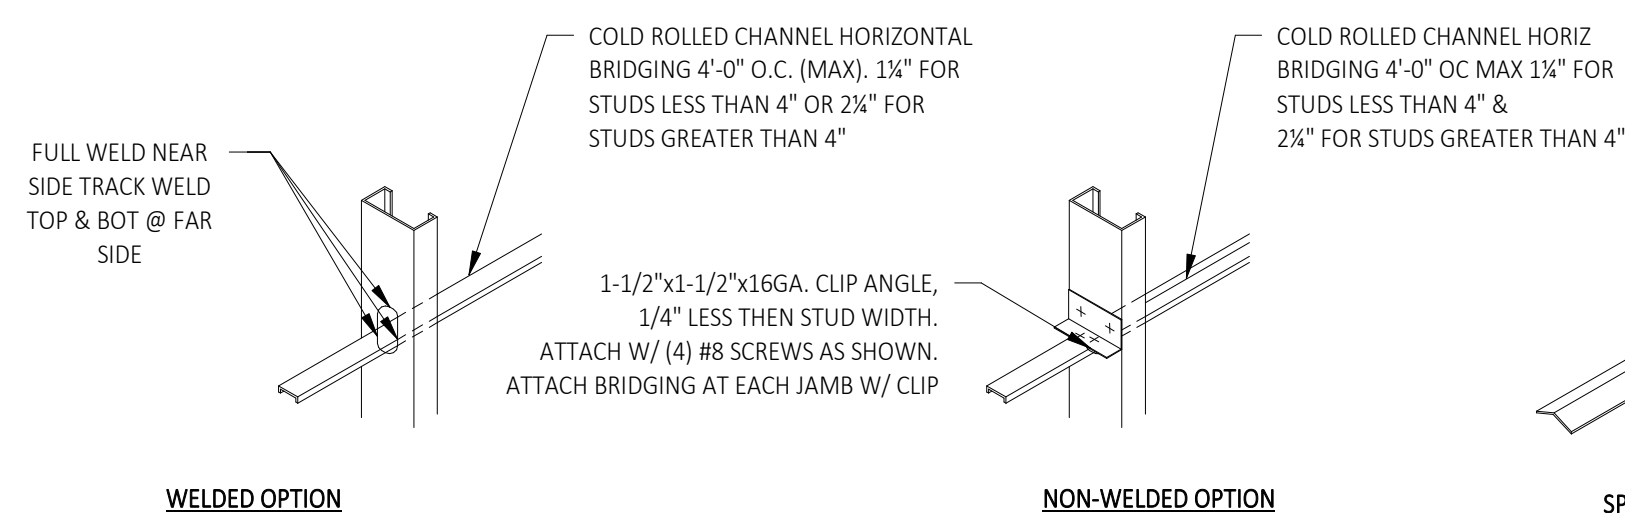 COLD ROLLED CHANNEL HORIZONTAL
BRIDGING 4'-0" O.C. (MAX). 1¼" FOR
STUDS LESS THAN 4" OR 2¼" FOR
STUDS GREATER THAN 4"
COLD ROLLED CHANNEL HORIZ
BRIDGING 4'-0" OC MAX 1¼" FOR
STUDS LESS THAN 4" &
2¼" FOR STUDS GREATER THAN 4"
FULL WELD NEAR
SIDE TRACK WELD
TOP & BOT @ FAR
SIDE
1-1/2"x1-1/2"x16GA. CLIP ANGLE,
1/4" LESS THEN STUD WIDTH.
ATTACH W/ (4) #8 SCREWS AS SHOWN.
ATTACH BRIDGING AT EACH JAMB W/ CLIP
WELDED OPTION
NON-WELDED OPTION
SP